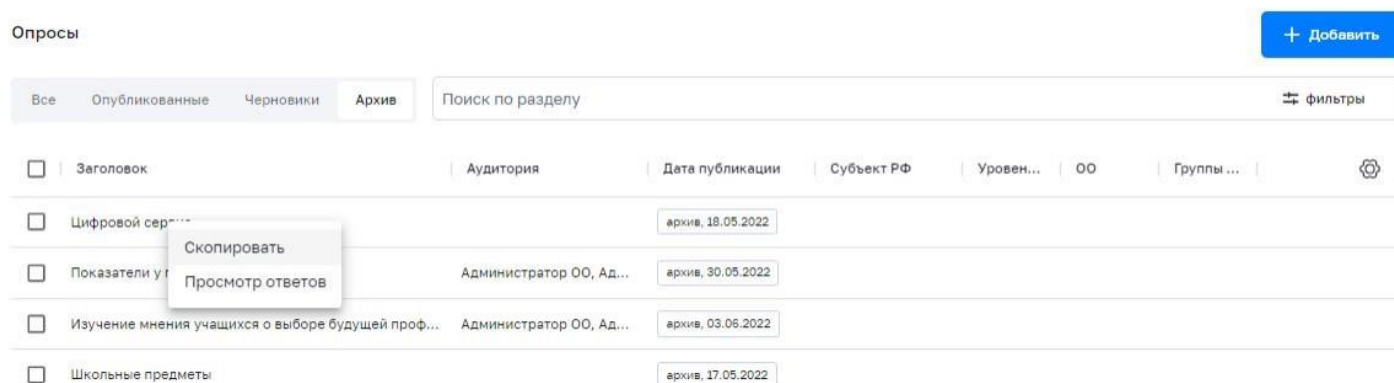 Опросы
+ Добавить
Все Опубликованные Черновики Архив Поиск по разделу фильтры
Заголовок Аудитория Дата публикации Субъект РФ Уровен... ОО Группы ...
Цифровой архив, 18.05.2022
Скопировать
Показатели у Администратор ОО, Ад... архив, 30.05.2022
Просмотр ответов
Изучение мнения учащихся о выборе будущей проф... Администратор ОО, Ад... архив, 03.06.2022
Школьные предметы архив, 17.05.2022